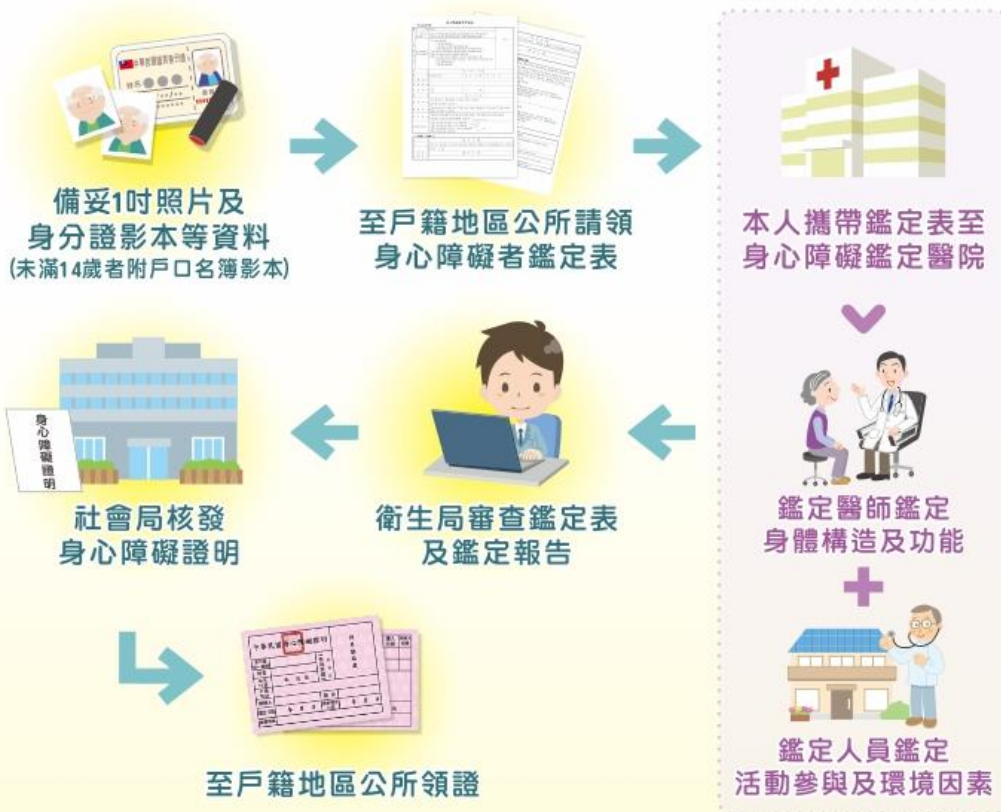 備妥1吋照片及
身分證影本等資料
(未滿14歲者附戶口名簿影本)
至戶籍地區公所請領
身心障礙者鑑定表
本人攜帶鑑定表至
身心障礙鑑定醫院
鑑定醫師鑑定
身體構造及功能
鑑定人員鑑定
活動參與及環境因素
衛生局審查鑑定表
及鑑定報告
身心障礙證明
社會局核發
身心障礙證明
至戶籍地區公所領證